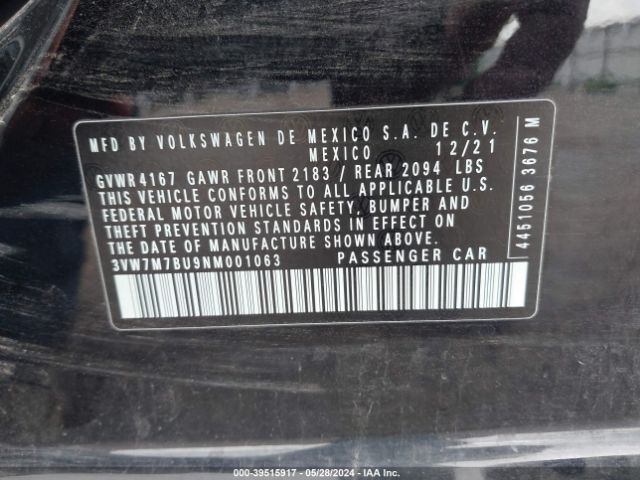 MFD BY VOLKSWAGEN DE MEXICO S.A. DE C.V.
MEXICO 12/21
GVWR4167 GAWR FRONT 2183 / REAR 2094 LBS
THIS VEHICLE CONFORMS TO ALL APPLICABLE U.S.
FEDERAL MOTOR VEHICLE SAFETY, BUMPER AND
THEFT PREVENTION STANDARDS IN EFFECT ON
THE DATE OF MANUFACTURE SHOWN ABOVE.
3VW7M7BU9NM001063 PASSENGER CAR
4451056 3676 M
000-39515917 - 05/28/2024 - IAA Inc.